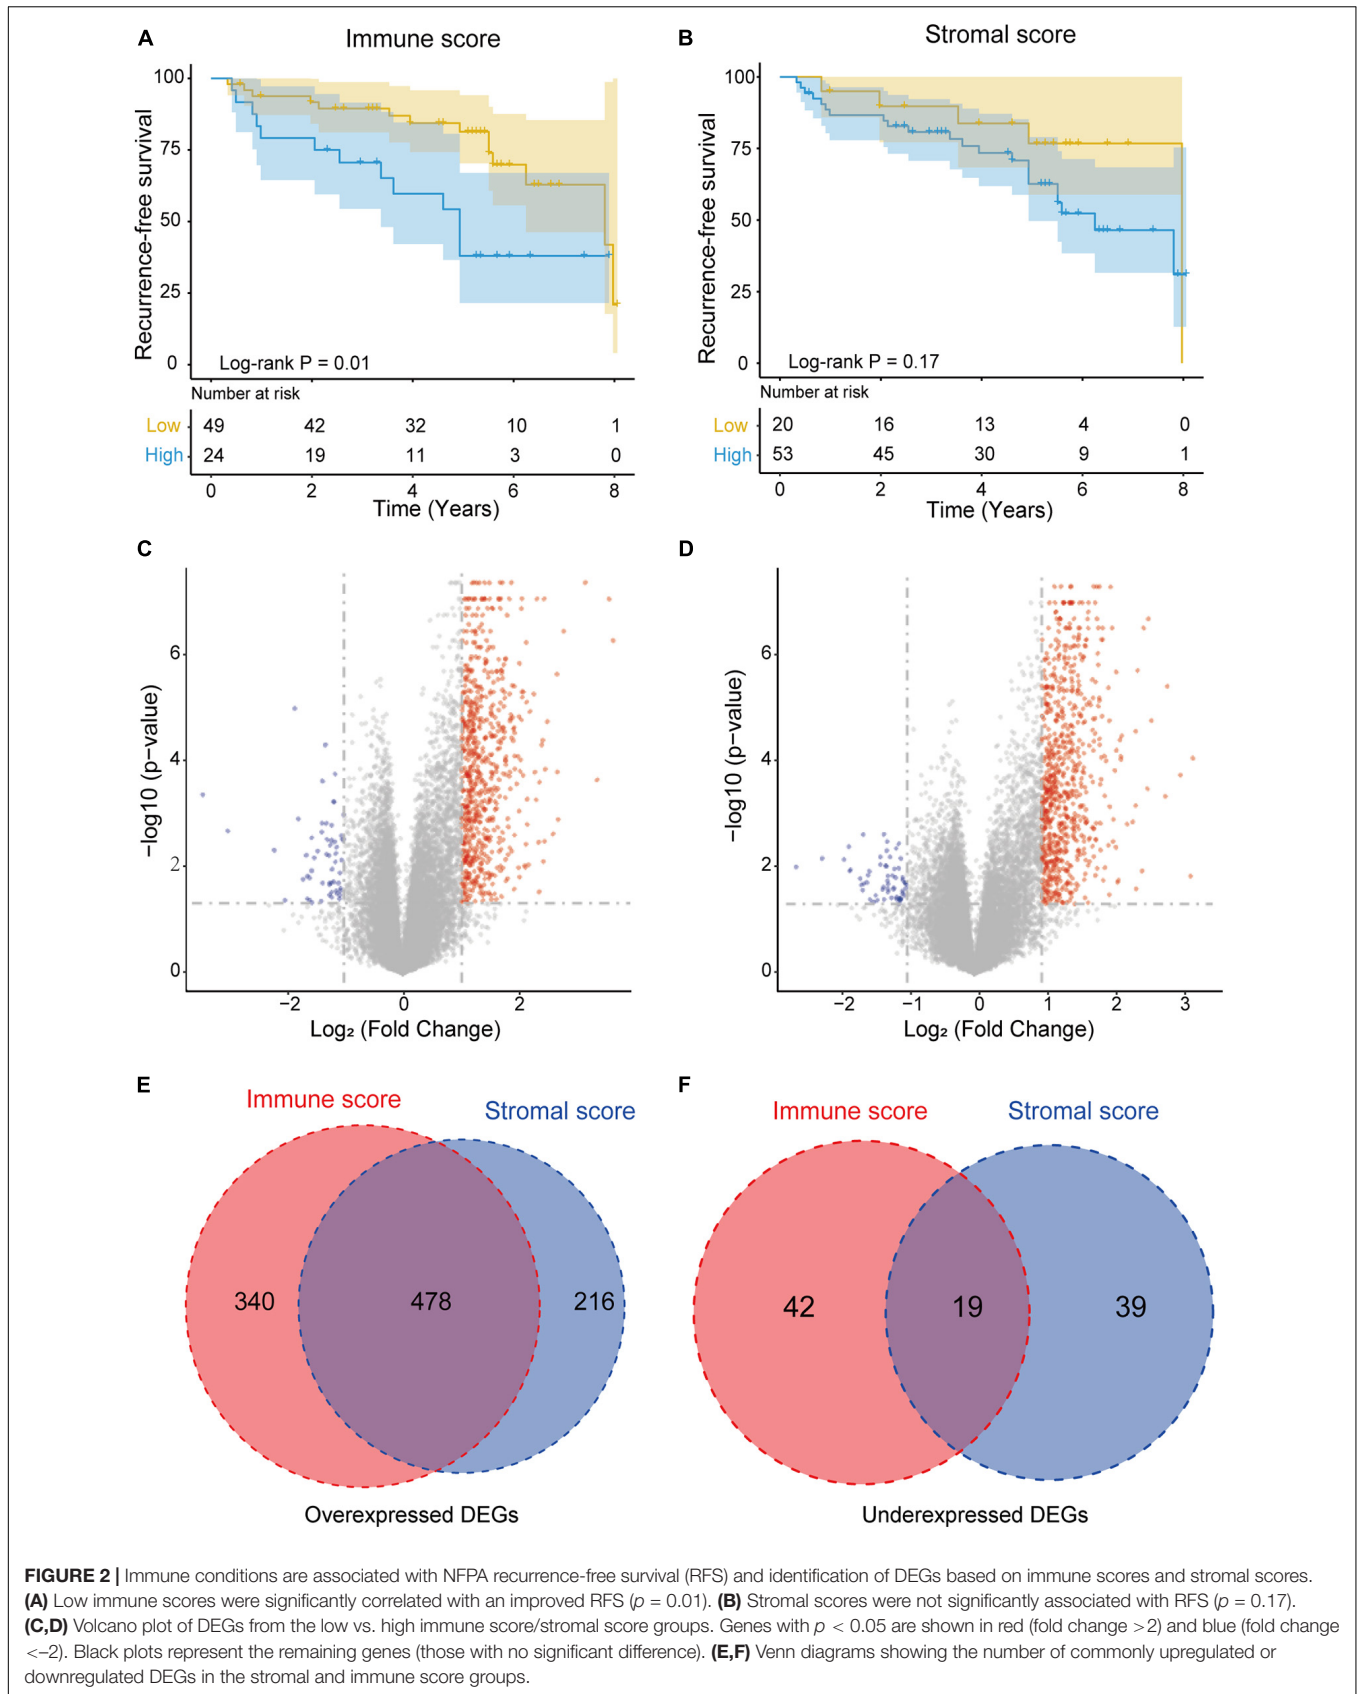 A
Immune score
Recurrence-free survival
100
75
50
25
0
Log-rank P = 0.01
Number at risk
Low 49 42 32 10 1
High 24 19 11 3 0
0 2 4 6 8
Time (Years)
B
Stromal score
Recurrence-free survival
100
75
50
25
0
Log-rank P = 0.17
Number at risk
Low 20 16 13 4 0
High 53 45 30 9 1
0 2 4 6 8
Time (Years)
C
−log10 (p−value)
6
4
2
0
−2 0 2
Log₂ (Fold Change)
D
−log10 (p−value)
6
4
2
0
−2 −1 0 1 2 3
Log₂ (Fold Change)
E
Immune score
Stromal score
340 478 216
Overexpressed DEGs
F
Immune score
Stromal score
42 19 39
Underexpressed DEGs
FIGURE 2 | Immune conditions are associated with NFPA recurrence-free survival (RFS) and identification of DEGs based on immune scores and stromal scores.
(A) Low immune scores were significantly correlated with an improved RFS (p = 0.01). (B) Stromal scores were not significantly associated with RFS (p = 0.17).
(C,D) Volcano plot of DEGs from the low vs. high immune score/stromal score groups. Genes with p < 0.05 are shown in red (fold change >2) and blue (fold change
<−2). Black plots represent the remaining genes (those with no significant difference). (E,F) Venn diagrams showing the number of commonly upregulated or
downregulated DEGs in the stromal and immune score groups.